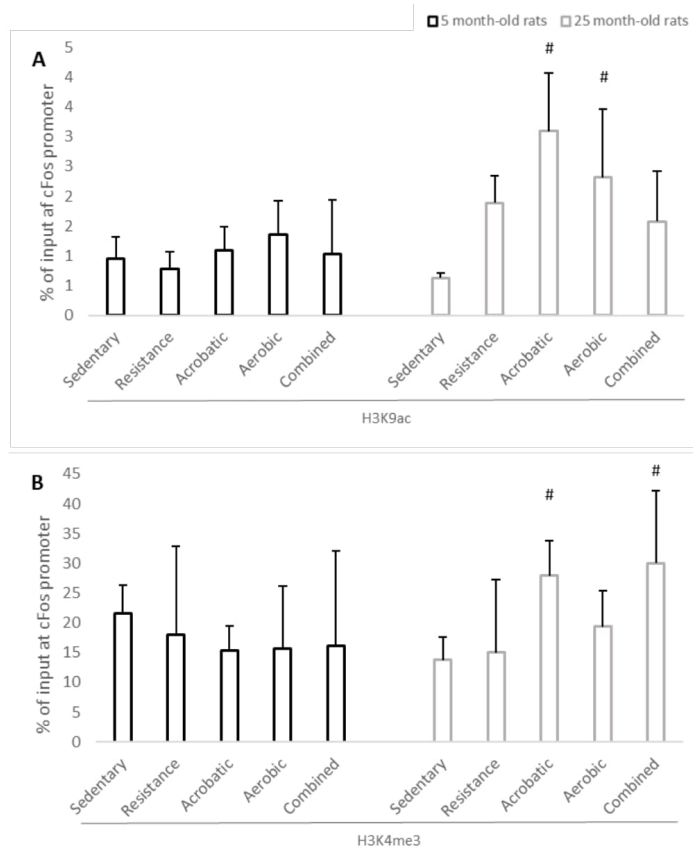 5 month-old rats 25 month-old rats
A
% of input af cFos promoter
5
4
4
3
3
2
2
1
1
0
# #
Sedentary Resistance Acrobatic Aerobic Combined Sedentary Resistance Acrobatic Aerobic Combined
H3K9ac
B
% of input at cFos promoter
45
40
35
30
25
20
15
10
5
0
# #
Sedentary Resistance Acrobatic Aerobic Combined Sedentary Resistance Acrobatic Aerobic Combined
H3K4me3